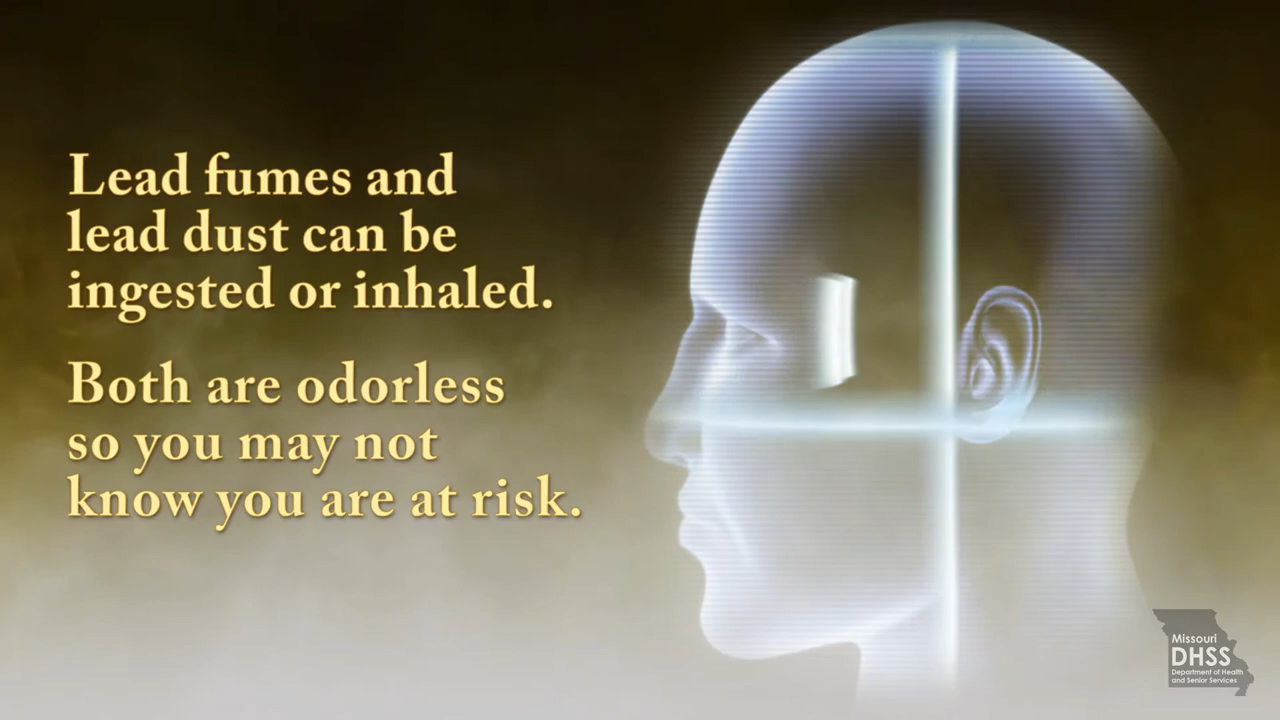 Lead fumes and
lead dust can be
ingested or inhaled.
Both are odorless
so you may not
know you are at risk.
Missouri
DHSS
Department of Health
and Senior Services